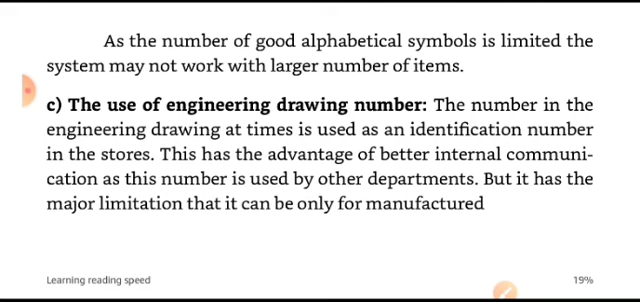 As the number of good alphabetical symbols is limited the
system may not work with larger number of items.
c) The use of engineering drawing number: The number in the
engineering drawing at times is used as an identification number
in the stores. This has the advantage of better internal communi-
cation as this number is used by other departments. But it has the
major limitation that it can be only for manufactured
Learning reading speed 19%